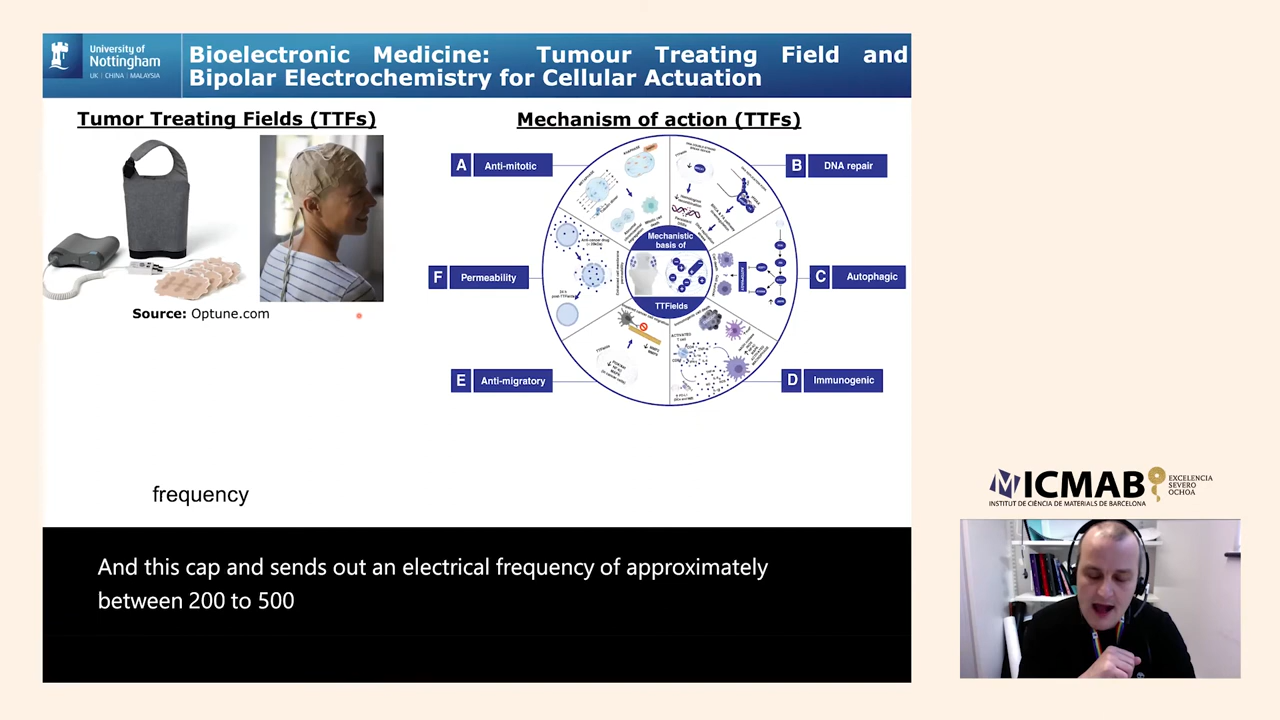 University of
Nottingham
UK | CHINA | MALAYSIA
Bioelectronic Medicine: Tumour Treating Field and
Bipolar Electrochemistry for Cellular Actuation
Tumor Treating Fields (TTFs)
Source: Optune.com
Mechanism of action (TTFs)
A Anti-mitotic
B DNA repair
F Permeability
C Autophagic
E Anti-migratory
D Immunogenic
Mechanistic
basis of
TTFields
frequency
And this cap and sends out an electrical frequency of approximately
between 200 to 500
ICMAB
EXCELENCIA
SEVERO
OCHOA
INSTITUT DE CIÈNCIA DE MATERIALS DE BARCELONA